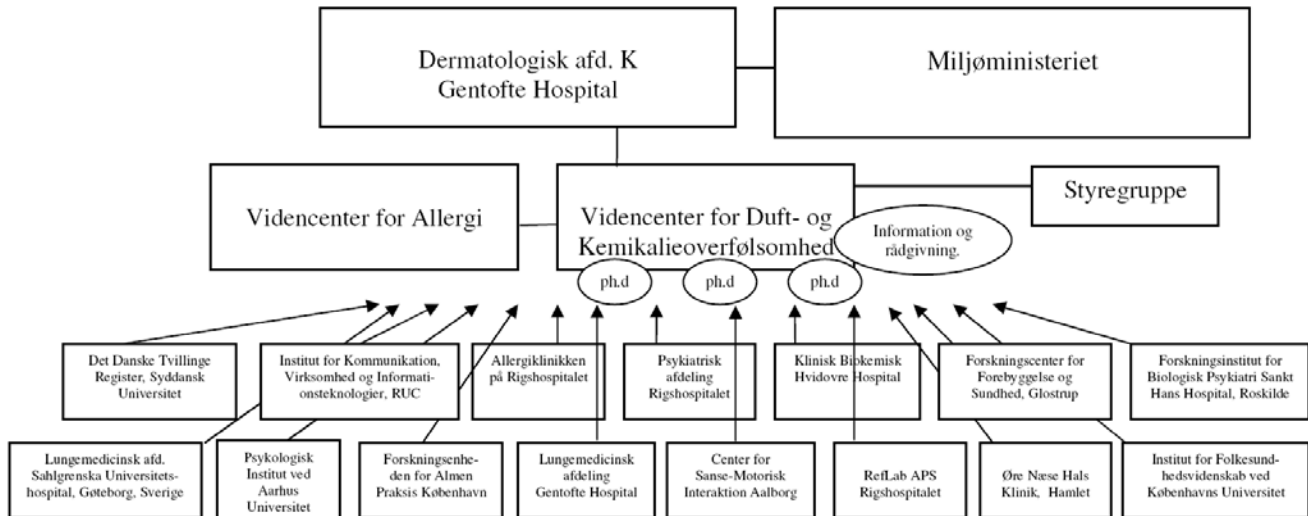 Dermatologisk afd. K
Gentofte Hospital
Miljøministeriet
Videncenter for Allergi
Videncenter for Duft- og
Kemikalieoverfølsomhed
Styregruppe
Information og
rådgivning.
ph.d
ph.d
ph.d
Det Danske Tvillinge
Register, Syddansk
Universitet
Institut for Kommunikation,
Virksomhed og Informati-
onsteknologier, RUC
Allergiklinikken
på Rigshospitalet
Psykiatrisk
afdeling
Rigshospitalet
Klinisk Biokemisk
Hvidovre Hospital
Forskningscenter for
Forebyggelse og
Sundhed, Glostrup
Forskningsinstitut for
Biologisk Psykiatri Sankt
Hans Hospital, Roskilde
Lungemedicinsk afd.
Sahlgrenska Universitets-
hospital, Gøteborg, Sverige
Psykologisk
Institut ved
Aarhus
Universitet
Forskningsenhe-
den for Almen
Praksis København
Lungemedicinsk
afdeling
Gentofte Hospital
Center for
Sanse-Motorisk
Interaktion Aalborg
RefLab APS
Rigshospitalet
Øre Næse Hals
Klinik, Hamlet
Institut for Folkesund-
hedsvidenskab ved
Københavns Universitet